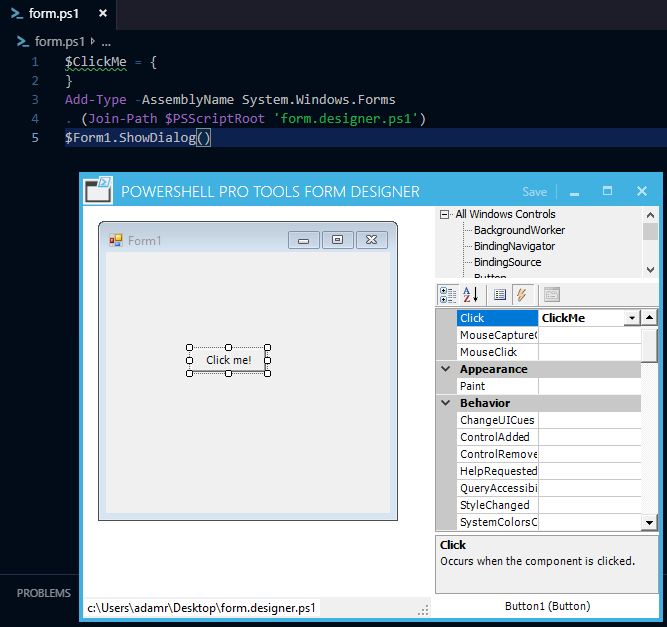 form.ps1 ×
form.ps1 ...
1 $ClickMe = {
2 }
3 Add-Type -AssemblyName System.Windows.Forms
4 . (Join-Path $PSScriptRoot 'form.designer.ps1')
5 $Form1.ShowDialog()
POWERSHELL PRO TOOLS FORM DESIGNER Save
Form1
Click me!
All Windows Controls
BackgroundWorker
BindingNavigator
BindingSource
Button
Click ClickMe
MouseCaptureC
MouseClick
Appearance
Paint
Behavior
ChangeUICues
ControlAdded
ControlRemove
HelpRequested
QueryAccessibi
StyleChanged
SystemColorsC
Click
Occurs when the component is clicked.
PROBLEMS
c:\Users\adamr\Desktop\form.designer.ps1
Button1 (Button)